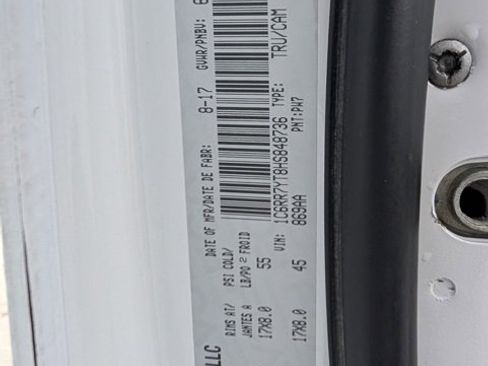 LLC
DATE OF MFR/DATE DE FABR: 8-17 GVWR/PNBV:
RIMS AT/ PSI COLD/
JANTES A LB/PO2 FROID
17X8.0 55
VIN: 1C6RR7YT8HS848736 TYPE: TRU/CAM
17X8.0 45 869AA PNT:PW7